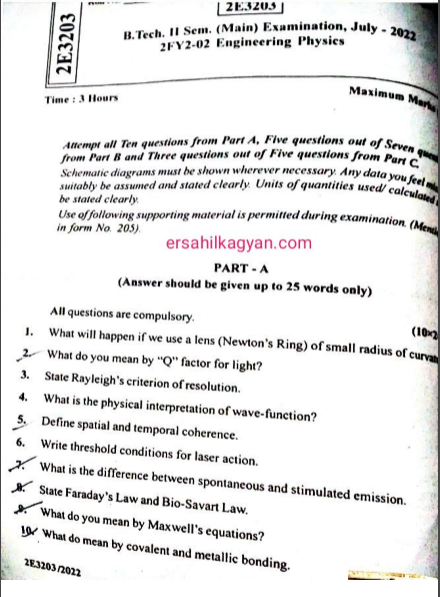 2E3203
2E3203
B.Tech. II Sem. (Main) Examination, July - 2022
2FY2-02 Engineering Physics
Time : 3 Hours
Maximum Marks
Attempt all Ten questions from Part A, Five questions out of Seven
from Part B and Three questions out of Five questions from Part C.
Schematic diagrams must be shown wherever necessary. Any data you feel
suitably be assumed and stated clearly. Units of quantities used/ calculated
be stated clearly.
Use of following supporting material is permitted during examination.
in form No. 205).
ersahilkagyan.com
PART - A
(Answer should be given up to 25 words only)
All questions are compulsory.
(10×2
1. What will happen if we use a lens (Newton's Ring) of small radius of
2. What do you mean by "Q" factor for light?
3. State Rayleigh's criterion of resolution.
4. What is the physical interpretation of wave-function?
5. Define spatial and temporal coherence.
6. Write threshold conditions for laser action.
7. What is the difference between spontaneous and stimulated emission.
8. State Faraday's Law and Bio-Savart Law.
9. What do you mean by Maxwell's equations?
10. What do mean by covalent and metallic bonding.
2E3203/2022